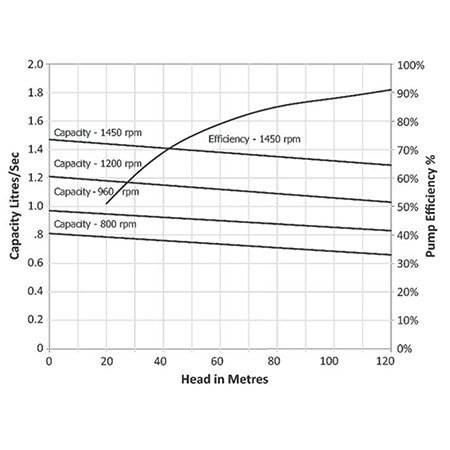 2.0
1.8
1.6
1.4
1.2
1.0
.8
0.6
0.4
0.2
0
Capacity Litres/Sec
Capacity - 1450 rpm
Efficiency - 1450 rpm
Capacity - 1200 rpm
Capacity - 960 rpm
Capacity - 800 rpm
100%
90%
80%
70%
60%
50%
40%
30%
20%
10%
0%
Pump Efficiency %
0 20 40 60 80 100 120
Head in Metres